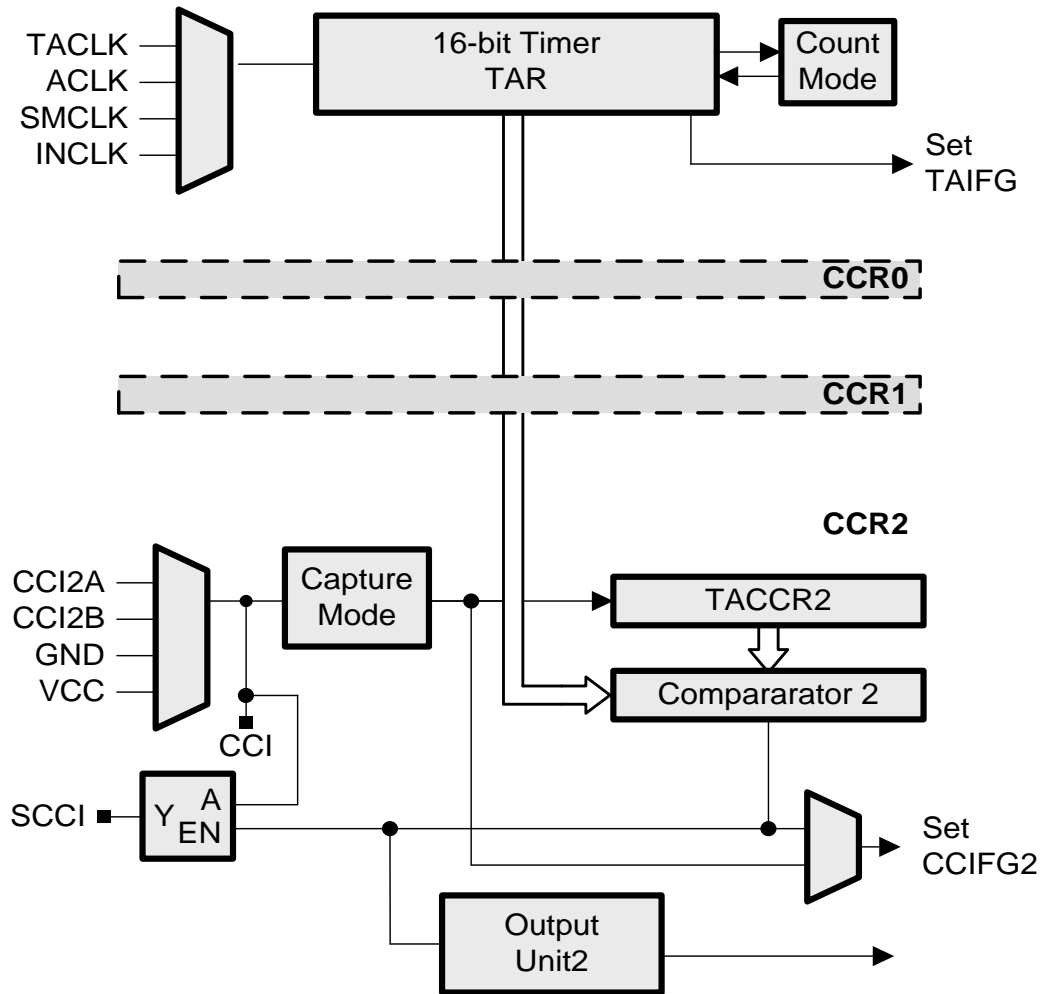 TACLK
ACLK
SMCLK
INCLK
16-bit Timer
TAR
Count
Mode
Set
TAIFG
CCR0
CCR1
CCR2
CCI2A
CCI2B
GND
VCC
Capture
Mode
TACCR2
Compararator 2
CCI
SCCI
Y
A
EN
Set
CCIFG2
Output
Unit2